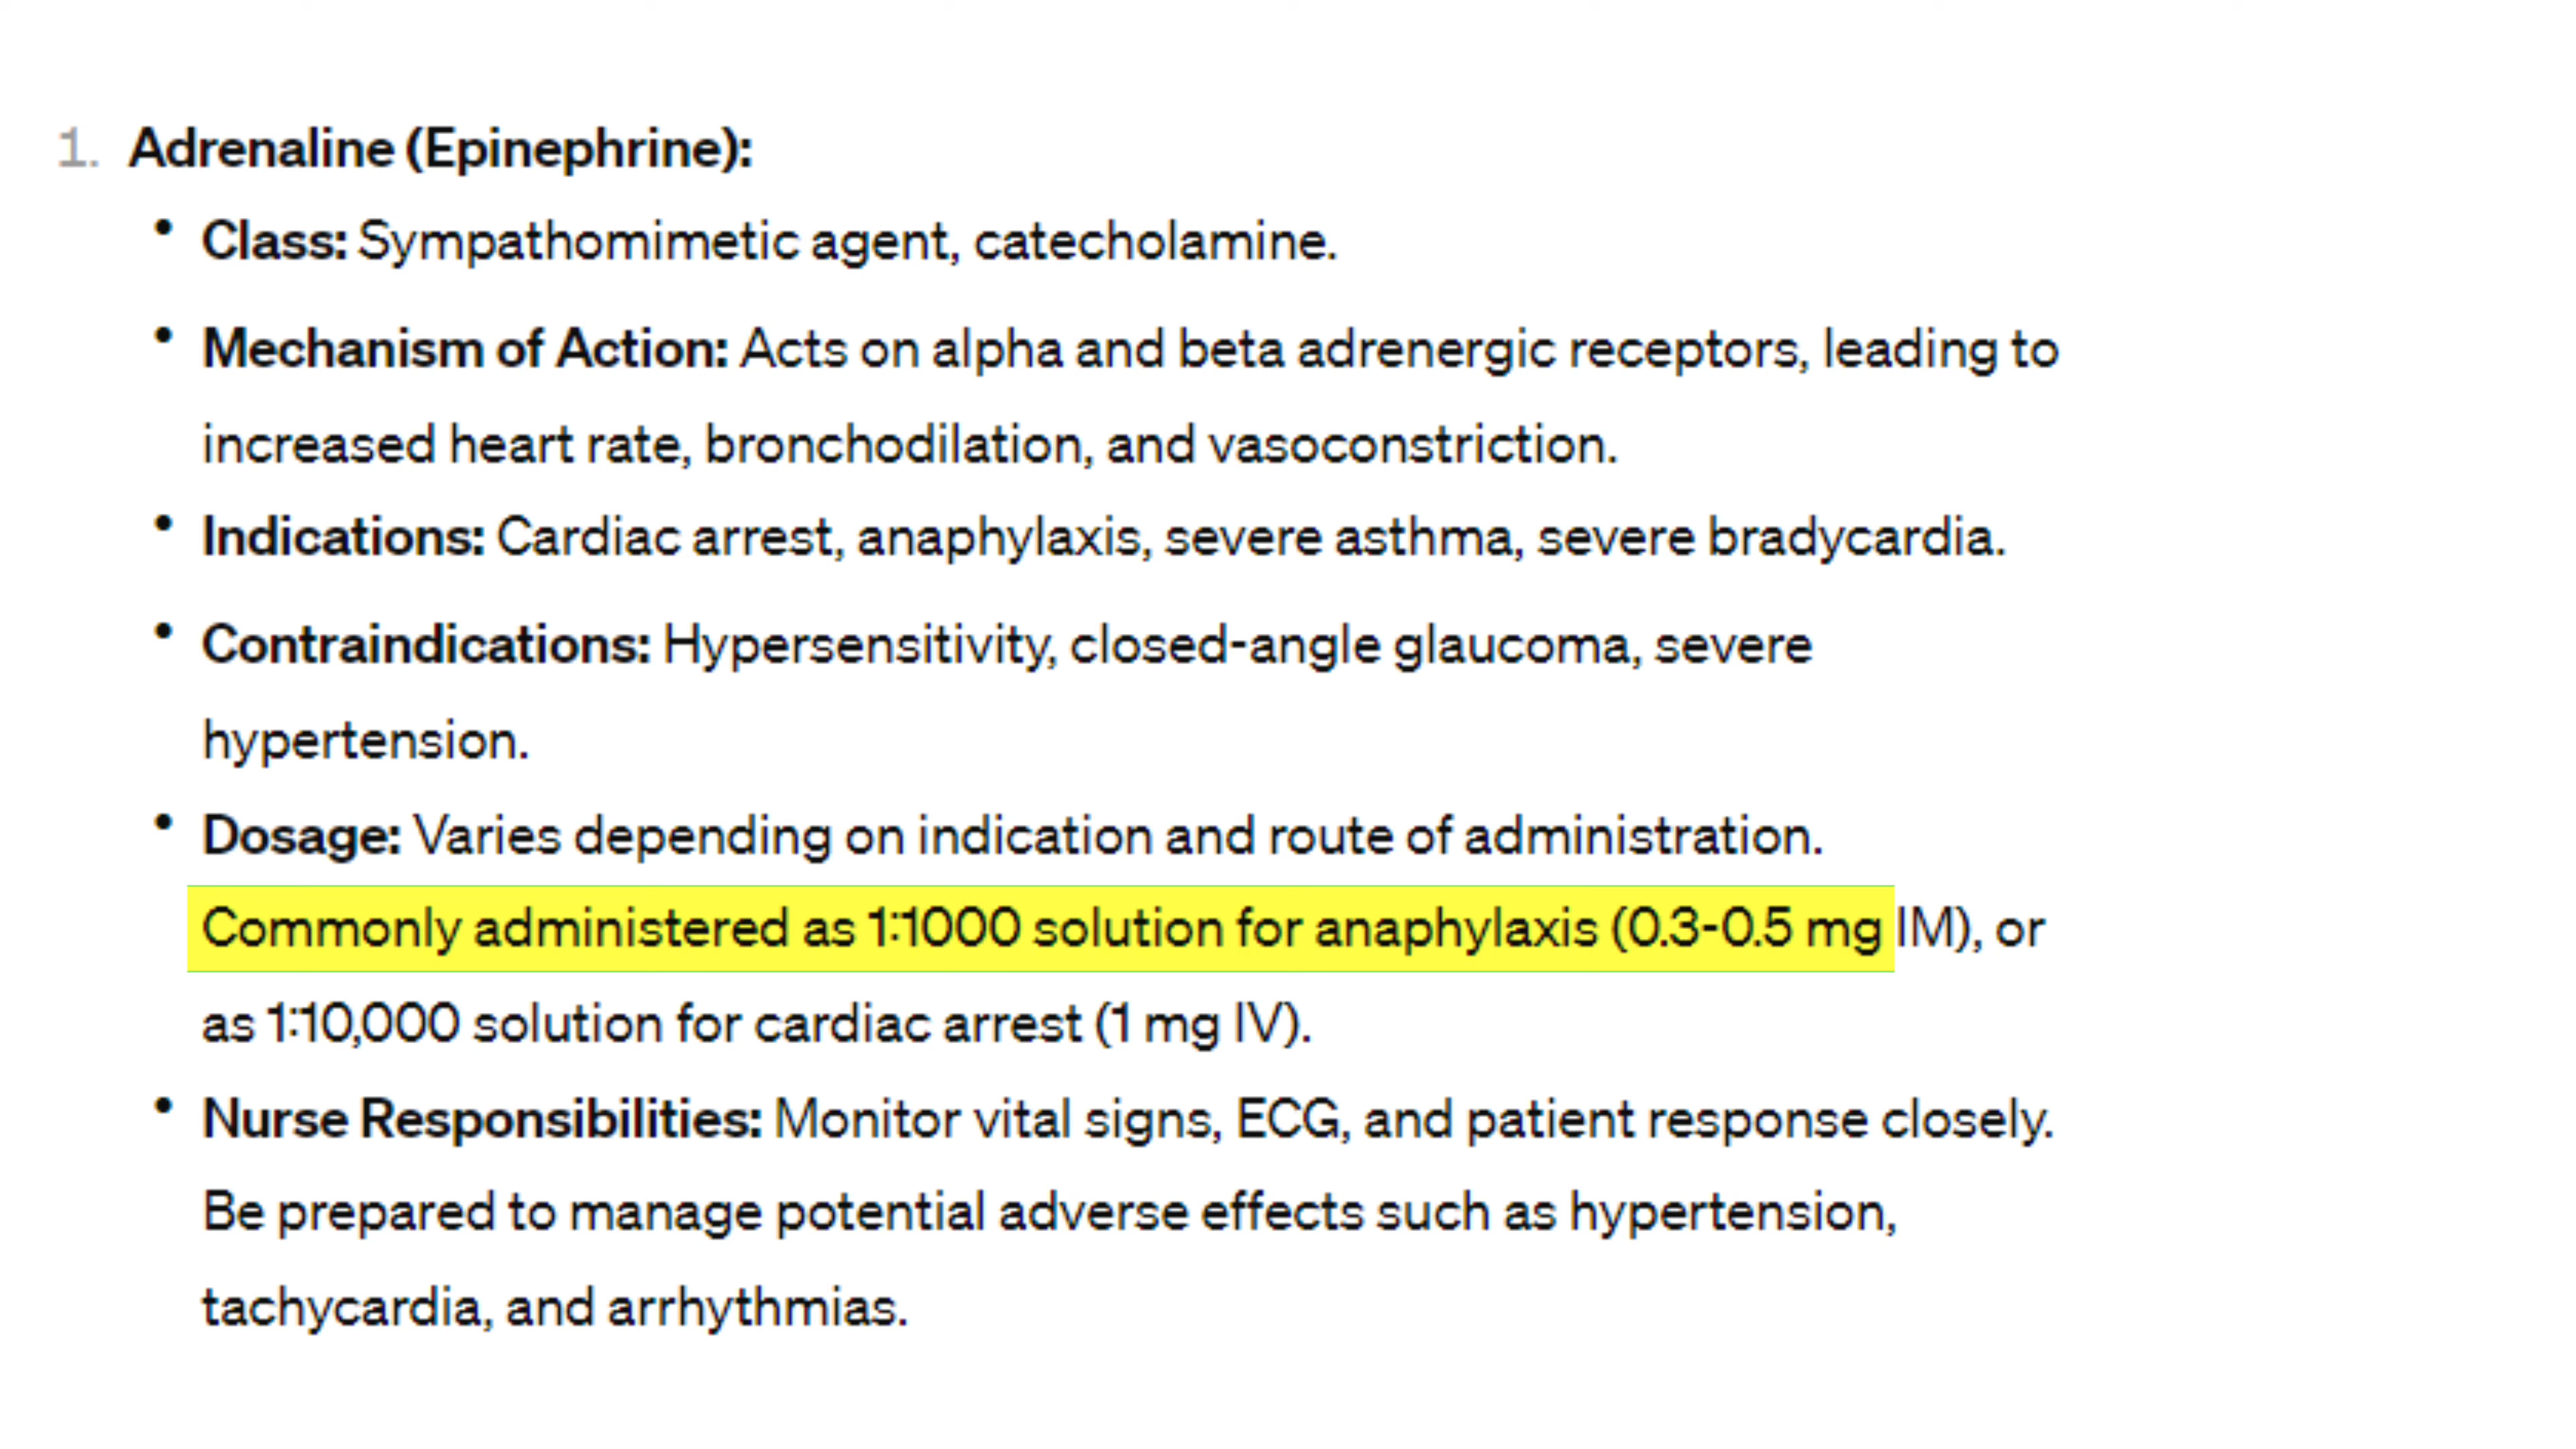 1. Adrenaline (Epinephrine):
• Class: Sympathomimetic agent, catecholamine.
• Mechanism of Action: Acts on alpha and beta adrenergic receptors, leading to
increased heart rate, bronchodilation, and vasoconstriction.
• Indications: Cardiac arrest, anaphylaxis, severe asthma, severe bradycardia.
• Contraindications: Hypersensitivity, closed-angle glaucoma, severe
hypertension.
• Dosage: Varies depending on indication and route of administration.
Commonly administered as 1:1000 solution for anaphylaxis (0.3-0.5 mg IM), or
as 1:10,000 solution for cardiac arrest (1 mg IV).
• Nurse Responsibilities: Monitor vital signs, ECG, and patient response closely.
Be prepared to manage potential adverse effects such as hypertension,
tachycardia, and arrhythmias.